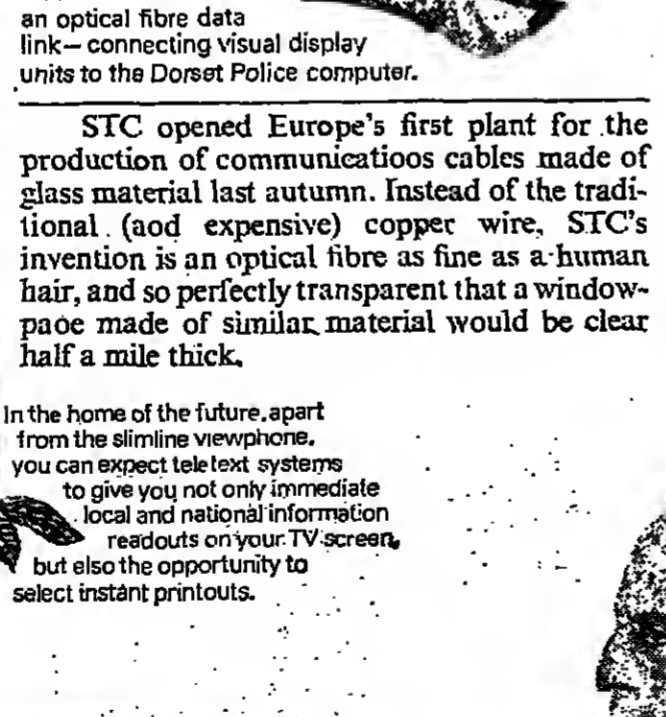 an optical fibre data
link— connecting visual display
units to the Dorset Police computer.
STC opened Europe's first plant for the
production of communicatioos cables made of
glass material last autumn. Instead of the tradi-
tional (aod expensive) copper wire, STC's
invention is an optical fibre as fine as a human
hair, and so perfectly transparent that a window-
paoe made of similar material would be clear
half a mile thick.
In the home of the future, apart
from the slimline viewphone,
you can expect teletext systems
to give you not only immediate
local and national information
readouts on your TV screen,
but elso the opportunity to
select instant printouts.